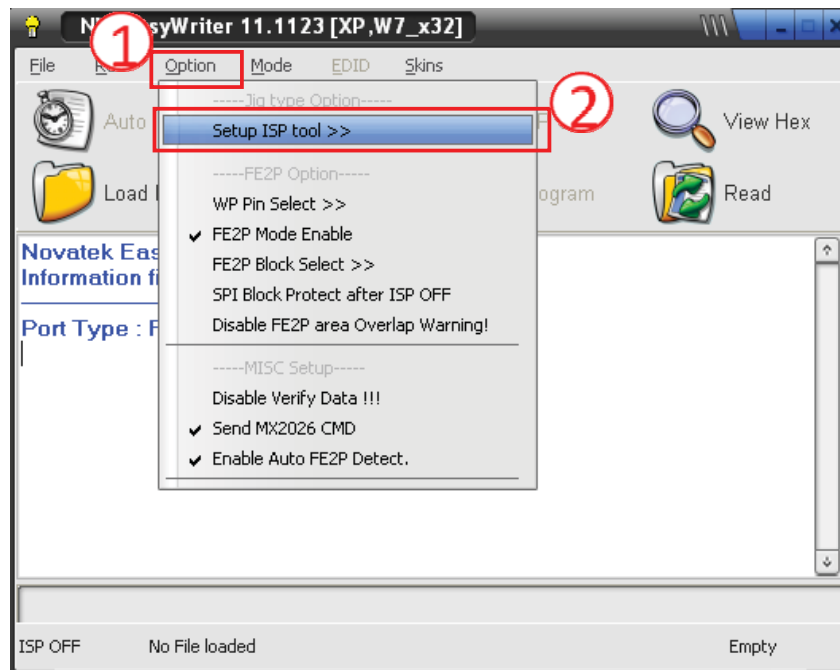 syWriter 11.1123 [XP,W7_x32]
1
File Option Mode EDID Skins
-----Jig type Option-----
2
Auto
Setup ISP tool >>
View Hex
-----FE2P Option-----
Load
WP Pin Select >>
ogram
Read
FE2P Mode Enable
Novatek Eas
FE2P Block Select >>
Information fi
SPI Block Protect after ISP OFF
Port Type :
Disable FE2P area Overlap Warning!
-----MISC Setup-----
Disable Verify Data !!!
Send MX2026 CMD
Enable Auto FE2P Detect.
ISP OFF No File loaded Empty